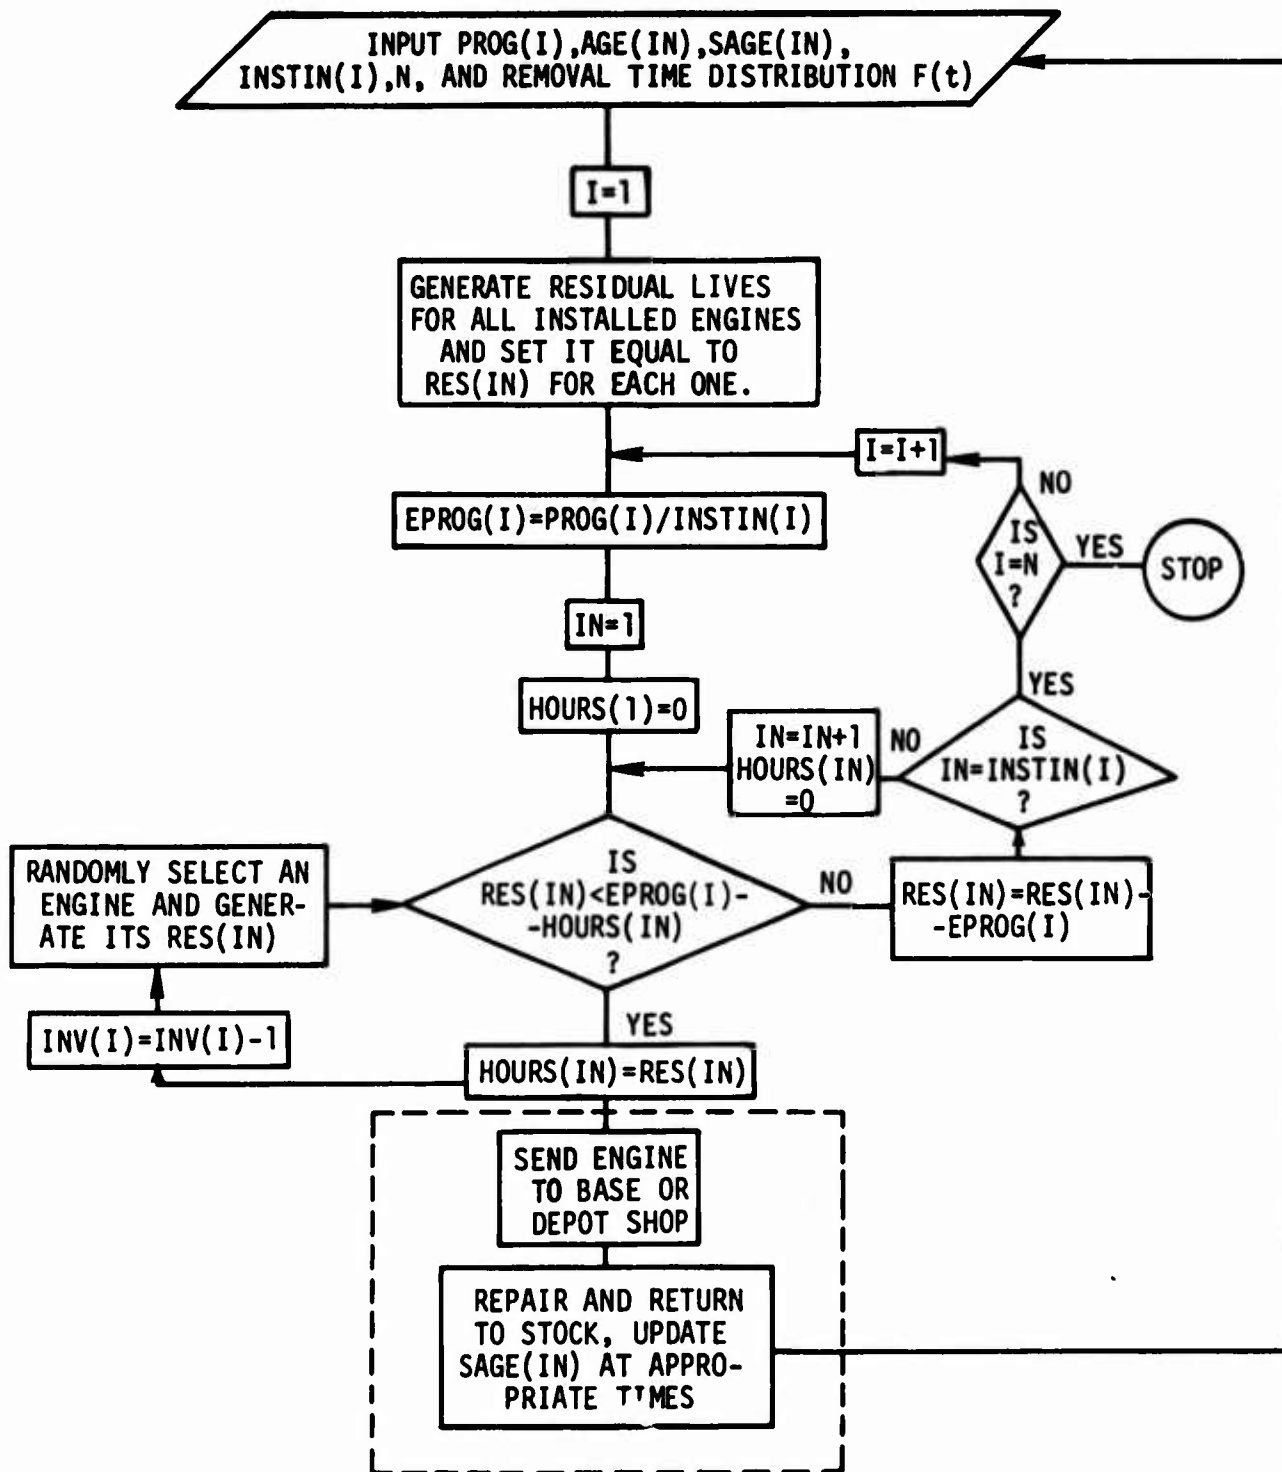 INPUT PROG(I),AGE(IN),SAGE(IN),
INSTIN(I),N, AND REMOVAL TIME DISTRIBUTION F(t)
I=1
GENERATE RESIDUAL LIVES
FOR ALL INSTALLED ENGINES
AND SET IT EQUAL TO
RES(IN) FOR EACH ONE.
I=I+1
NO
EPROG(I)=PROG(I)/INSTIN(I)
IS
I=N
?
YES
STOP
IN=1
YES
HOURS(1)=0
IN=IN+1
HOURS(IN)
=0
NO
IS
IN=INSTIN(I)
?
RANDOMLY SELECT AN
ENGINE AND GENER-
ATE ITS RES(IN)
IS
RES(IN)<EPROG(I)-
-HOURS(IN)
?
NO
RES(IN)=RES(IN)-
-EPROG(I)
YES
INV(I)=INV(I)-1
HOURS(IN)=RES(IN)
SEND ENGINE
TO BASE OR
DEPOT SHOP
REPAIR AND RETURN
TO STOCK, UPDATE
SAGE(IN) AT APPRO-
PRIATE TIMES